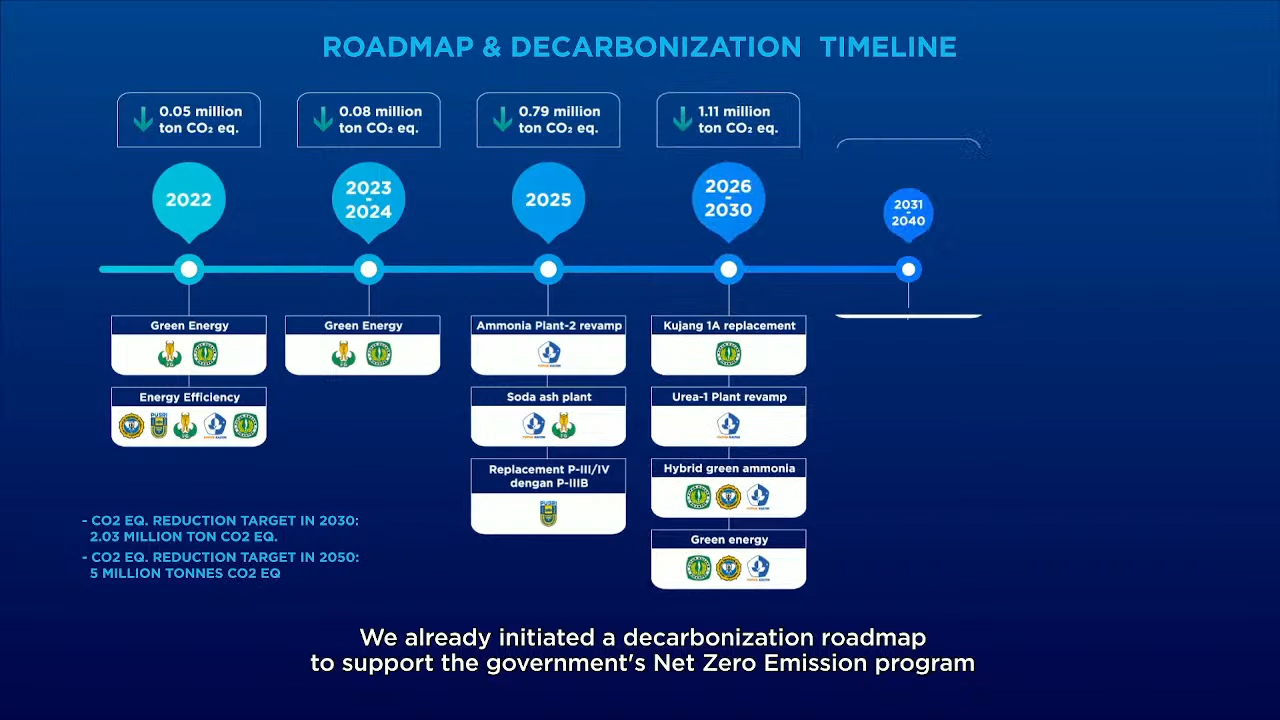 ROADMAP & DECARBONIZATION TIMELINE
0.05 million
ton CO₂ eq.
0.08 million
ton CO₂ eq.
0.79 million
ton CO₂ eq.
1.11 million
ton CO₂ eq.
2022
2023
-
2024
2025
2026
-
2030
2031
-
2040
Green Energy
Energy Efficiency
PUSRI
Green Energy
Ammonia Plant-2 revamp
Soda ash plant
Replacement P-III/IV
dengan P-IIIB
PUSRI
Kujang 1A replacement
Urea-1 Plant revamp
Hybrid green ammonia
Green energy
- CO2 EQ. REDUCTION TARGET IN 2030:
2.03 MILLION TON CO2 EQ.
- CO2 EQ. REDUCTION TARGET IN 2050:
5 MILLION TONNES CO2 EQ
We already initiated a decarbonization roadmap
to support the government's Net Zero Emission program